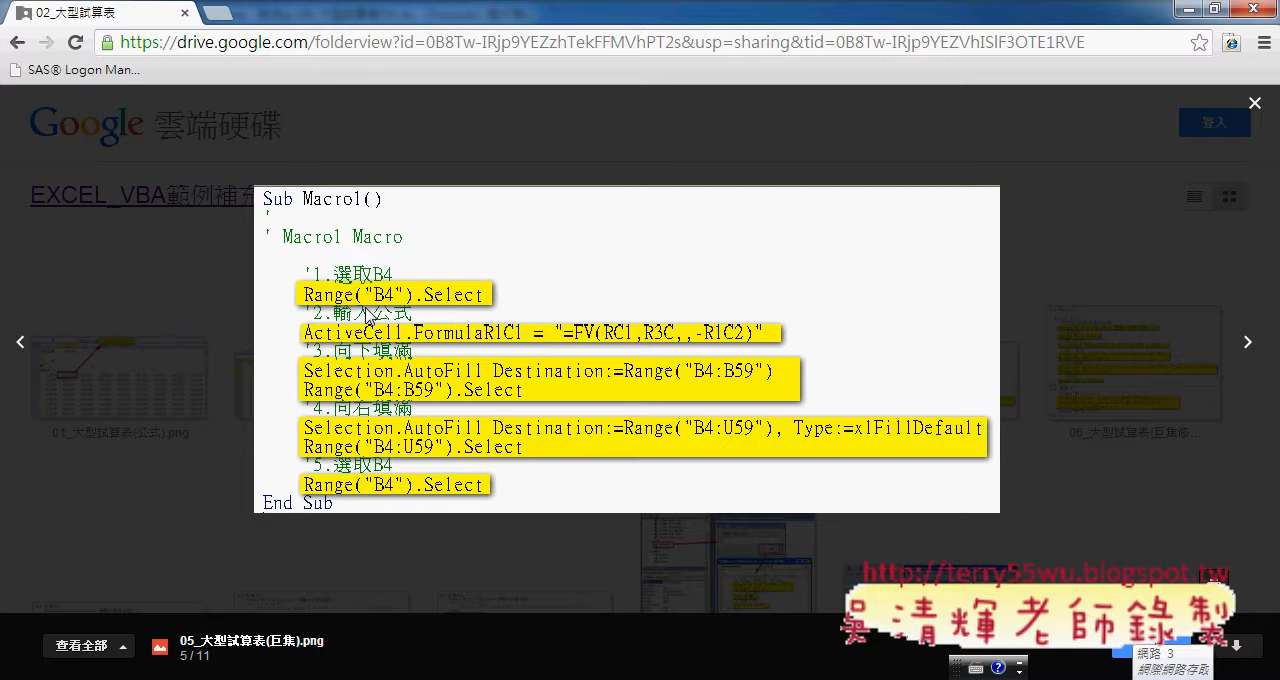 02_大型試算表
https://drive.google.com/folderview?id=0B8Tw-IRjp9YEZzhTekFFMVhPT2s&usp=sharing&tid=0B8Tw-IRjp9YEZVhISlF3OTE1RVE
SAS® Logon Man...
Google 雲端硬碟
登入
EXCEL_VBA範例補充
Sub Macro1()
'
' Macro1 Macro
'1.選取B4
Range("B4").Select
'2.輸入公式
ActiveCell.FormulaR1C1 = "=FV(RC1,R3C,,-R1C2)"
'3.向下填滿
Selection.AutoFill Destination:=Range("B4:B59")
Range("B4:B59").Select
'4.向右填滿
Selection.AutoFill Destination:=Range("B4:U59"), Type:=xlFillDefault
Range("B4:U59").Select
'5.選取B4
Range("B4").Select
End Sub
01_大型試算表(公式).png
06_大型試算表(巨集修...
http://terry55wu.blogspot.tw
吳清輝老師錄製
查看全部
05_大型試算表(巨集).png
5 / 11
網路 3
網際網路存取